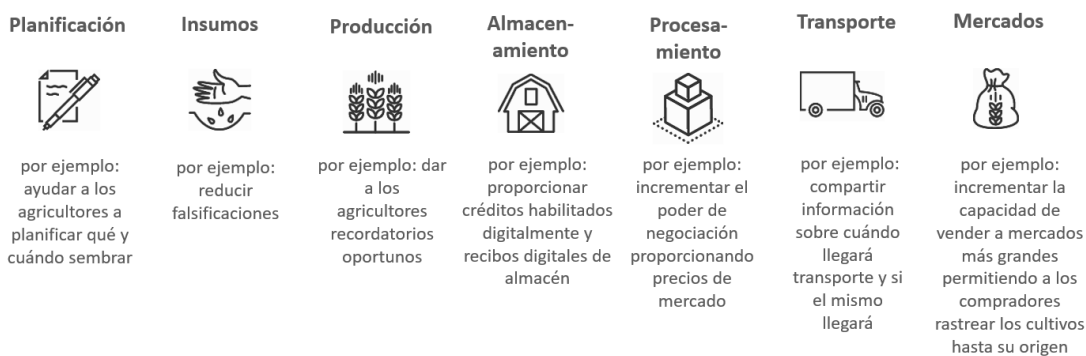 Planificación
por ejemplo:
ayudar a los
agricultores a
planificar qué y
cuándo sembrar
Insumos
por ejemplo:
reducir
falsificaciones
Producción
por ejemplo: dar
a los
agricultores
recordatorios
oportunos
Almacen-
amiento
por ejemplo:
proporcionar
créditos habilitados
digitalmente y
recibos digitales de
almacén
Procesa-
miento
por ejemplo:
incrementar el
poder de
negociación
proporcionando
precios de
mercado
Transporte
por ejemplo:
compartir
información
sobre cuándo
llegará
transporte y si
el mismo
llegará
Mercados
por ejemplo:
incrementar la
capacidad de
vender a mercados
más grandes
permitiendo a los
compradores
rastrear los cultivos
hasta su origen